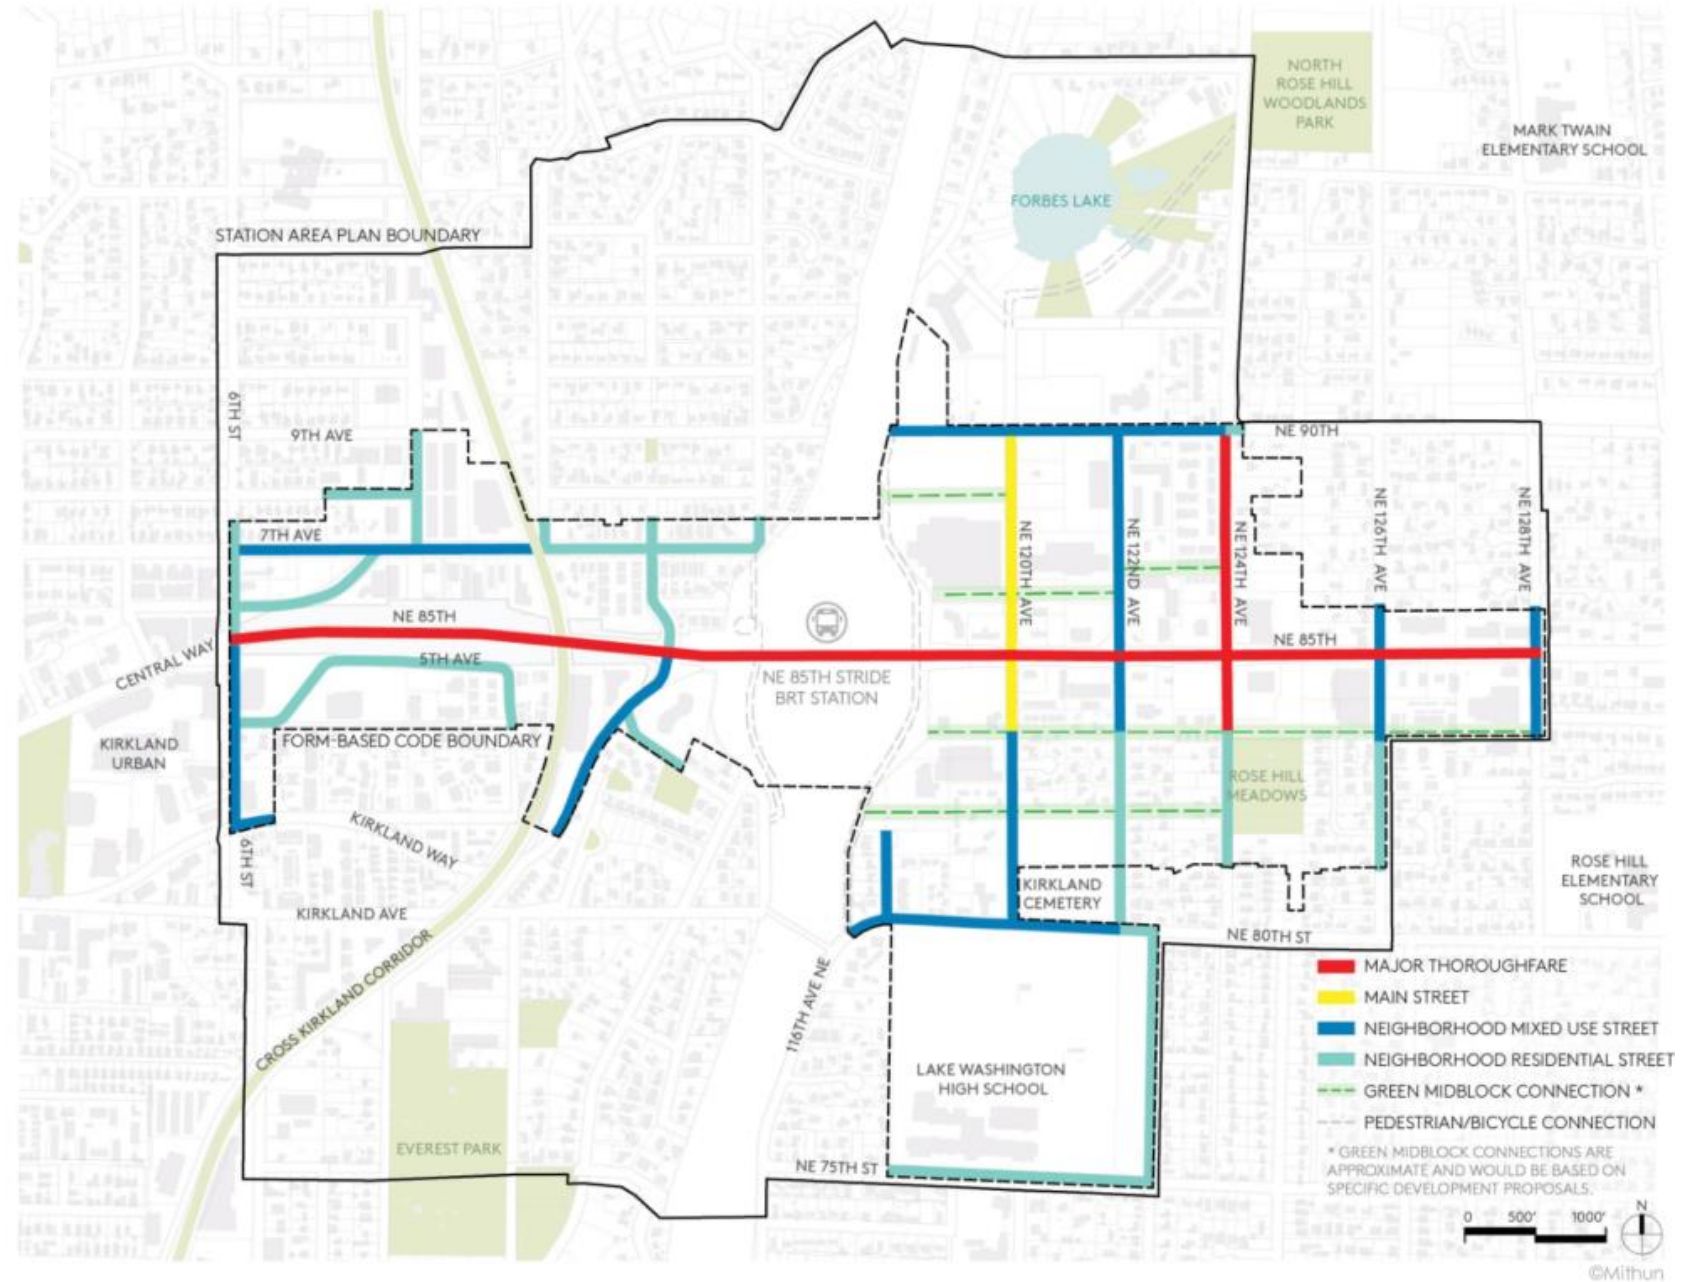 NORTH
ROSE HILL
WOODLANDS
PARK
MARK TWAIN
ELEMENTARY SCHOOL
FORBES LAKE
STATION AREA PLAN BOUNDARY
6TH ST
9TH AVE
NE 90TH
7TH AVE
NE 120TH AVE
NE 122ND AVE
NE 124TH AVE
NE 126TH AVE
NE 128TH AVE
NE 85TH
NE 85TH
CENTRAL WAY
5TH AVE
NE 85TH STRIDE
BRT STATION
KIRKLAND
URBAN
FORM-BASED CODE BOUNDARY
ROSE HILL
MEADOWS
KIRKLAND WAY
6TH ST
KIRKLAND
CEMETERY
ROSE HILL
ELEMENTARY
SCHOOL
KIRKLAND AVE
NE 80TH ST
CROSS KIRKLAND CORRIDOR
116TH AVE NE
LAKE WASHINGTON
HIGH SCHOOL
EVEREST PARK
NE 75TH ST
MAJOR THOROUGHFARE
MAIN STREET
NEIGHBORHOOD MIXED USE STREET
NEIGHBORHOOD RESIDENTIAL STREET
GREEN MIDBLOCK CONNECTION *
PEDESTRIAN/BICYCLE CONNECTION
* GREEN MIDBLOCK CONNECTIONS ARE
APPROXIMATE AND WOULD BE BASED ON
SPECIFIC DEVELOPMENT PROPOSALS.
0 500' 1000'
N
©Mithun